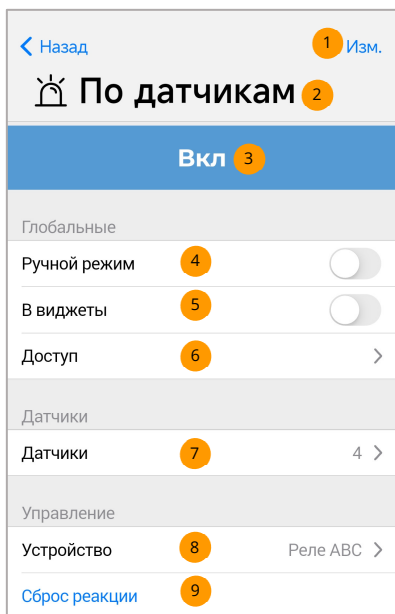 Назад 1 Изм.
По датчикам 2
Вкл 3
Глобальные
Ручной режим 4
В виджеты 5
Доступ 6
Датчики
Датчики 7 4
Управление
Устройство 8 Реле ABC
Сброс реакции 9